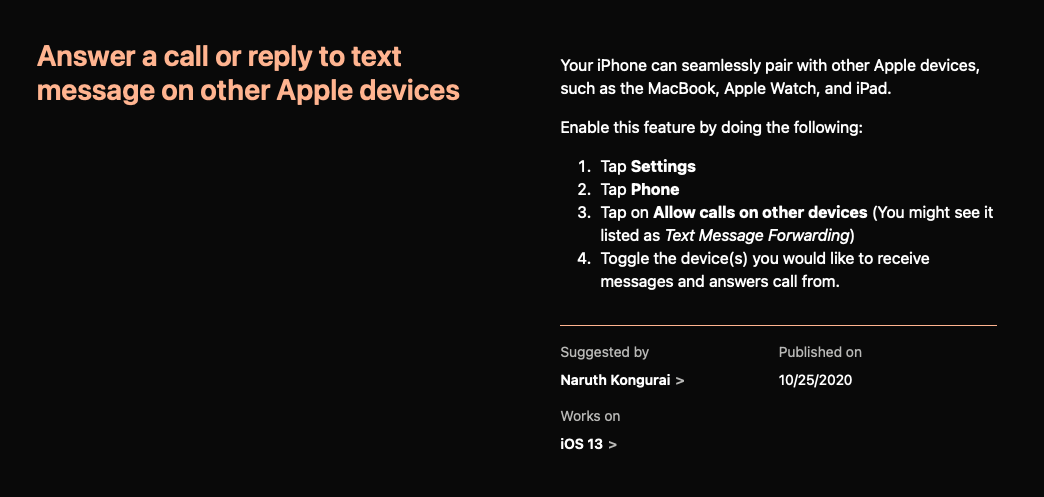 Answer a call or reply to text
message on other Apple devices
Your iPhone can seamlessly pair with other Apple devices,
such as the MacBook, Apple Watch, and iPad.
Enable this feature by doing the following:
1. Tap Settings
2. Tap Phone
3. Tap on Allow calls on other devices (You might see it
listed as Text Message Forwarding)
4. Toggle the device(s) you would like to receive
messages and answers call from.
Suggested by
Published on
Naruth Kongurai >
10/25/2020
Works on
iOS 13 >